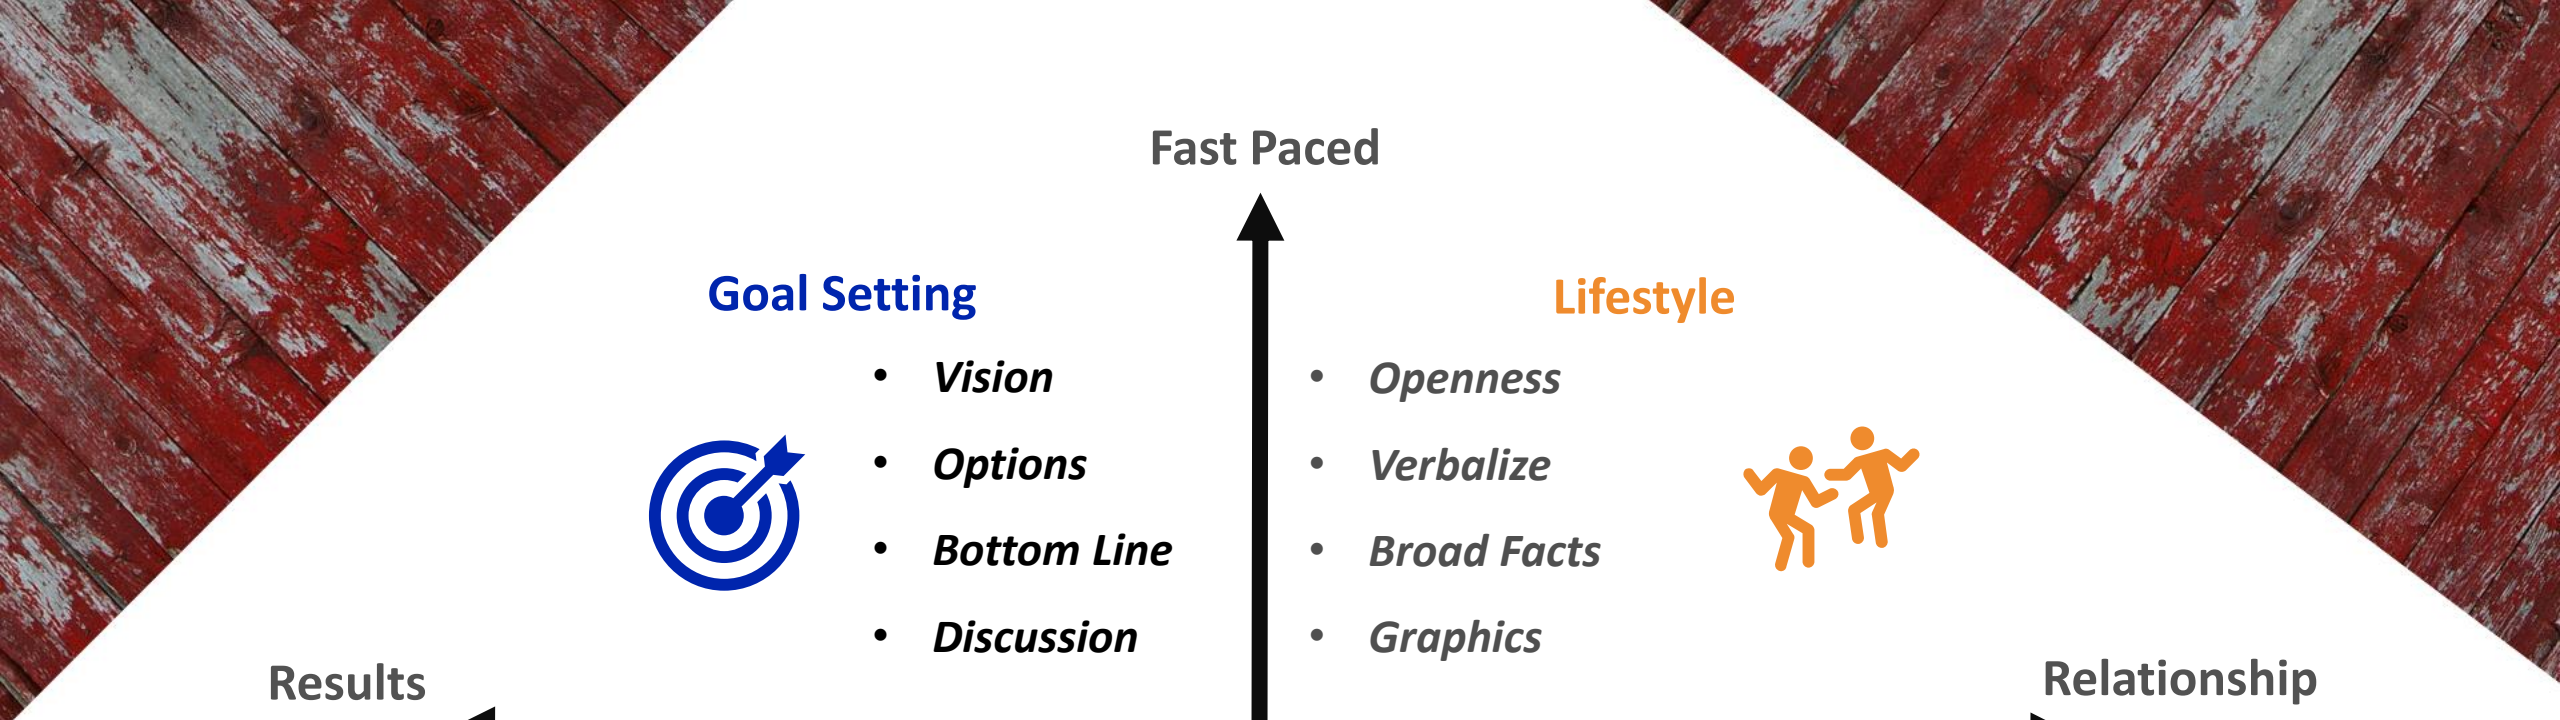 Fast Paced
Goal Setting
• Vision
• Options
• Bottom Line
• Discussion
Lifestyle
• Openness
• Verbalize
• Broad Facts
• Graphics
Results
Relationship